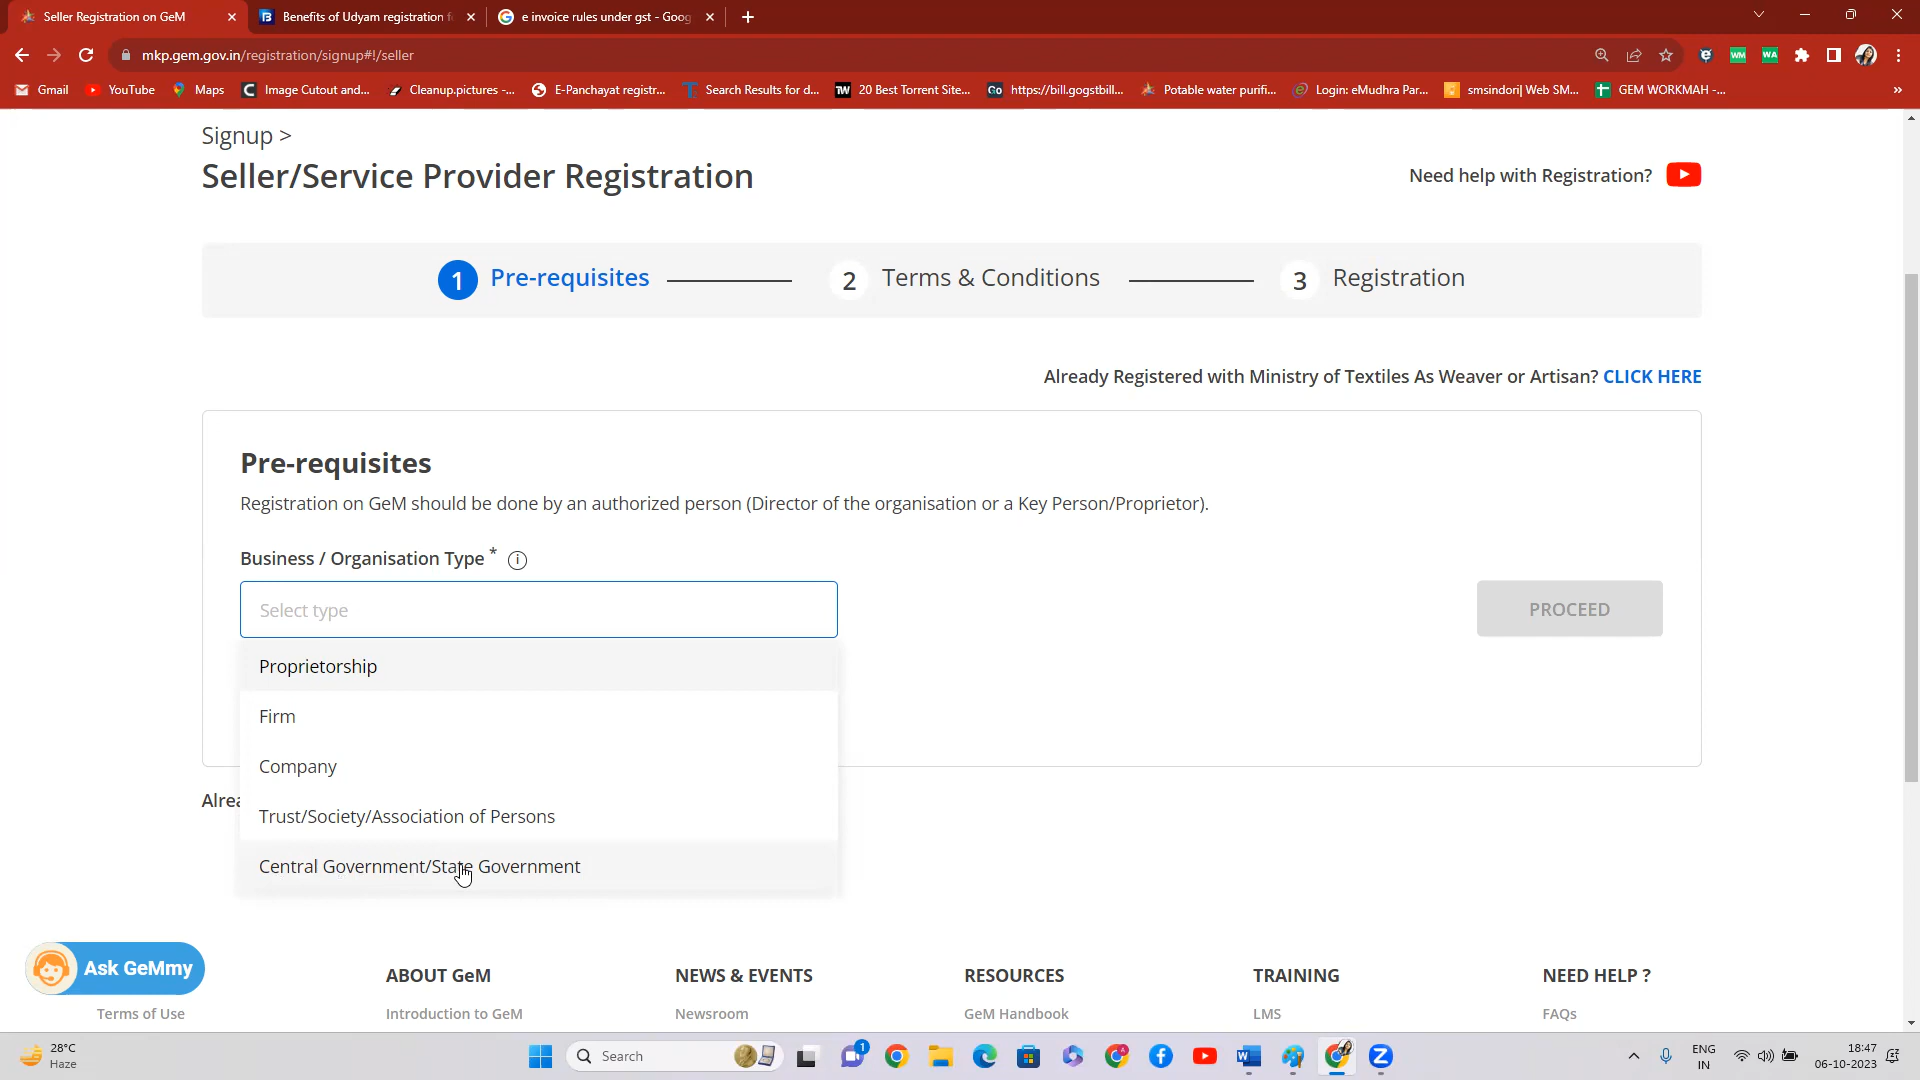 Seller Registration on GeM
Benefits of Udyam registration f
e invoice rules under gst - Goog
mkp.gem.gov.in/registration/signup#!/seller
Gmail
YouTube
Maps
Image Cutout and...
Cleanup.pictures -...
E-Panchayat registr...
Search Results for d...
20 Best Torrent Site...
https://bill.gogstbill...
Potable water purifi...
Login: eMudhra Par...
smsindori| Web SM...
GEM WORKMAH -...
»
Signup >
Seller/Service Provider Registration
Need help with Registration?
1 Pre-requisites
2 Terms & Conditions
3 Registration
Already Registered with Ministry of Textiles As Weaver or Artisan? CLICK HERE
Pre-requisites
Registration on GeM should be done by an authorized person (Director of the organisation or a Key Person/Proprietor).
Business / Organisation Type *
Select type
PROCEED
Proprietorship
Firm
Company
Trust/Society/Association of Persons
Alrea
Central Government/State Government
Ask GeMmy
Terms of Use
ABOUT GeM
Introduction to GeM
NEWS & EVENTS
Newsroom
RESOURCES
GeM Handbook
TRAINING
LMS
NEED HELP ?
FAQs
28°C
Haze
Search
1
ENG
IN
18:47
06-10-2023